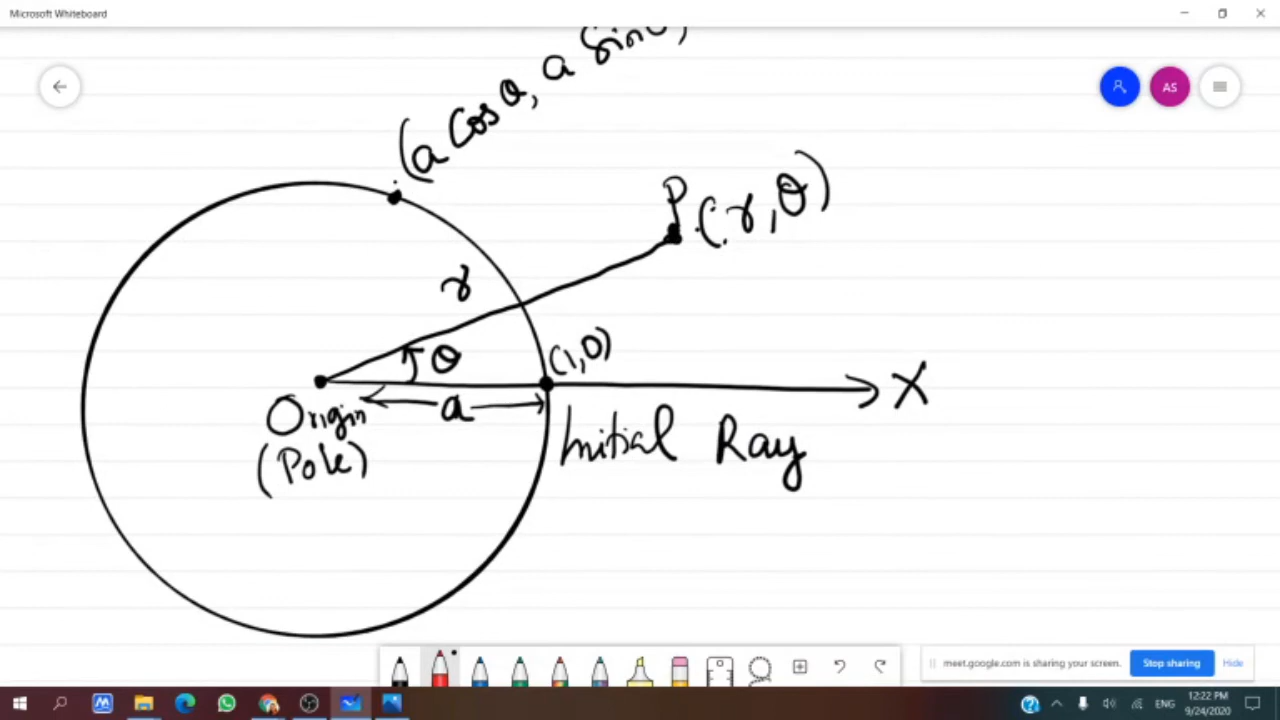 Microsoft Whiteboard
(a cos θ, a sin
AS
P (r, θ)
r
θ
(1,0)
a
X
Origin
(Pole)
Initial Ray
meet.google.com is sharing your screen.
Stop sharing
Hide
12:22 PM
ENG
9/24/2020